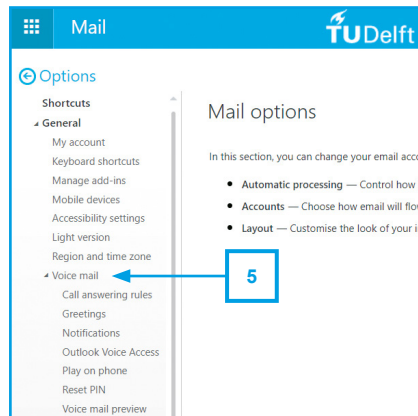 Mail
TUDelft
Options
Shortcuts
General
My account
Keyboard shortcuts
Manage add-ins
Mobile devices
Accessibility settings
Light version
Region and time zone
Voice mail
Call answering rules
Greetings
Notifications
Outlook Voice Access
Play on phone
Reset PIN
Voice mail preview
Mail options
In this section, you can change your email
Automatic processing — Control how
Accounts — Choose how email will
Layout — Customise the look of your
5